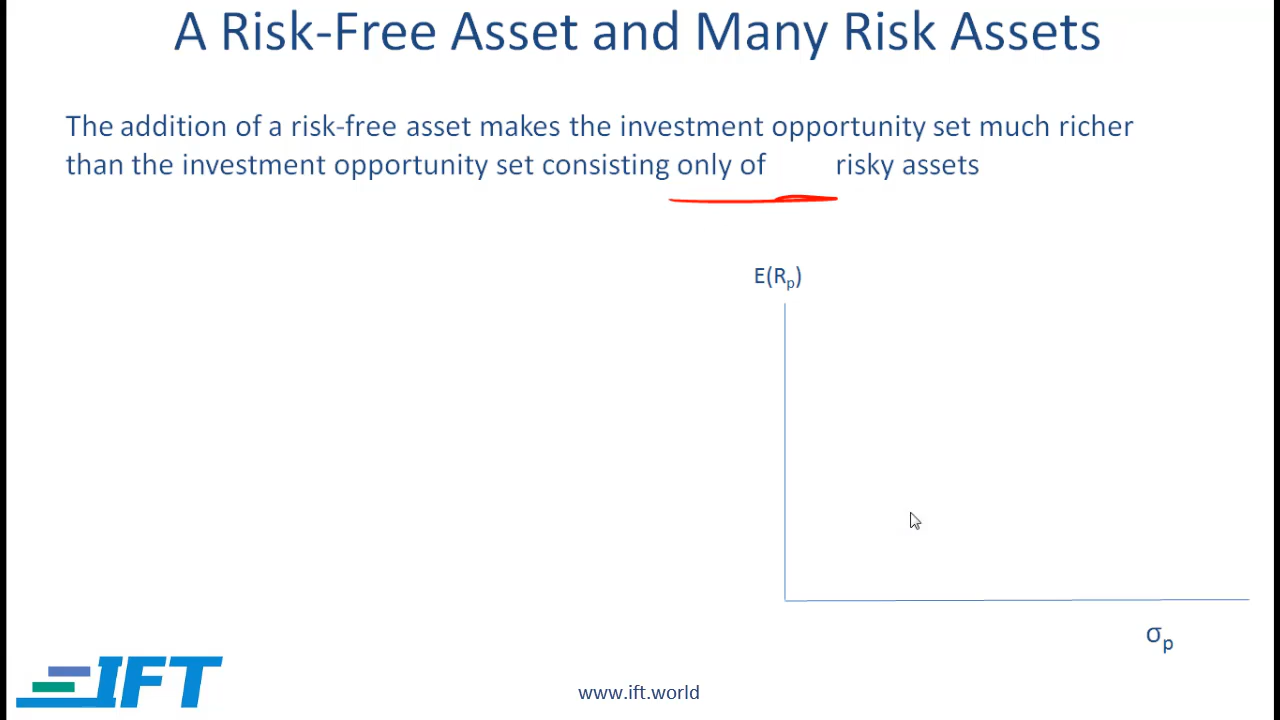 A Risk-Free Asset and Many Risk Assets
The addition of a risk-free asset makes the investment opportunity set much richer
than the investment opportunity set consisting only of risky assets
E(Rp)
σp
IFT
www.ift.world